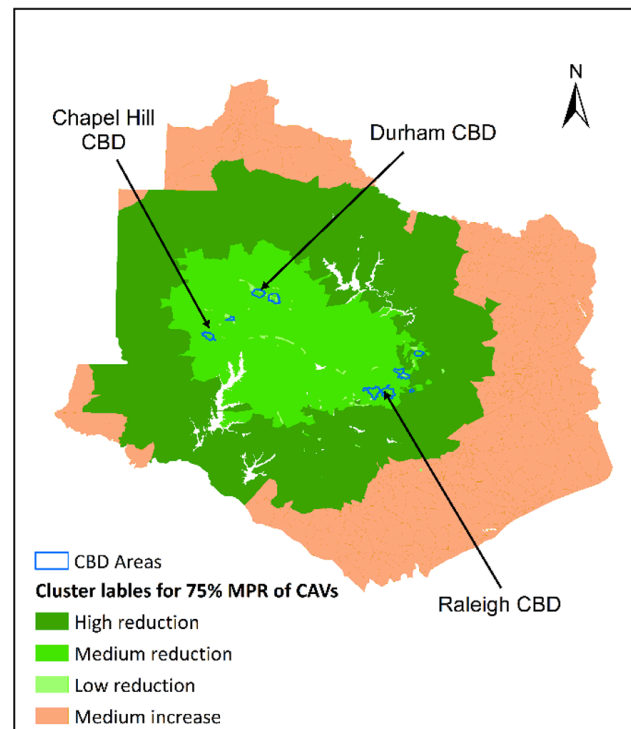 N
Chapel Hill
CBD
Durham CBD
Raleigh CBD
CBD Areas
Cluster lables for 75% MPR of CAVs
High reduction
Medium reduction
Low reduction
Medium increase